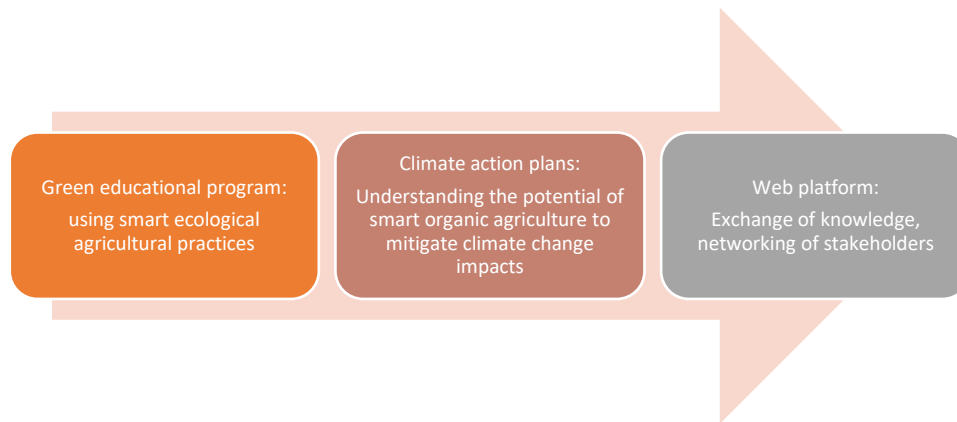 Green educational program:
using smart ecological
agricultural practices
Climate action plans:
Understanding the potential of
smart organic agriculture to
mitigate climate change
impacts
Web platform:
Exchange of knowledge,
networking of stakeholders